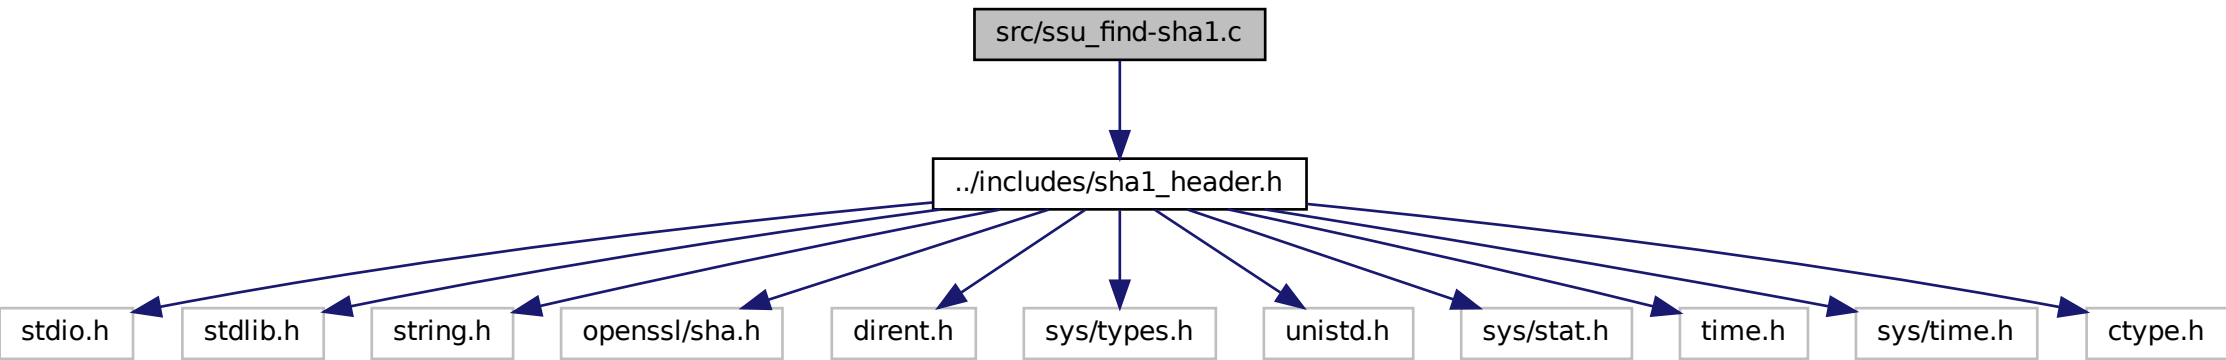 src/ssu_find-sha1.c
../includes/sha1_header.h
stdio.h
stdlib.h
string.h
openssl/sha.h
dirent.h
sys/types.h
unistd.h
sys/stat.h
time.h
sys/time.h
ctype.h